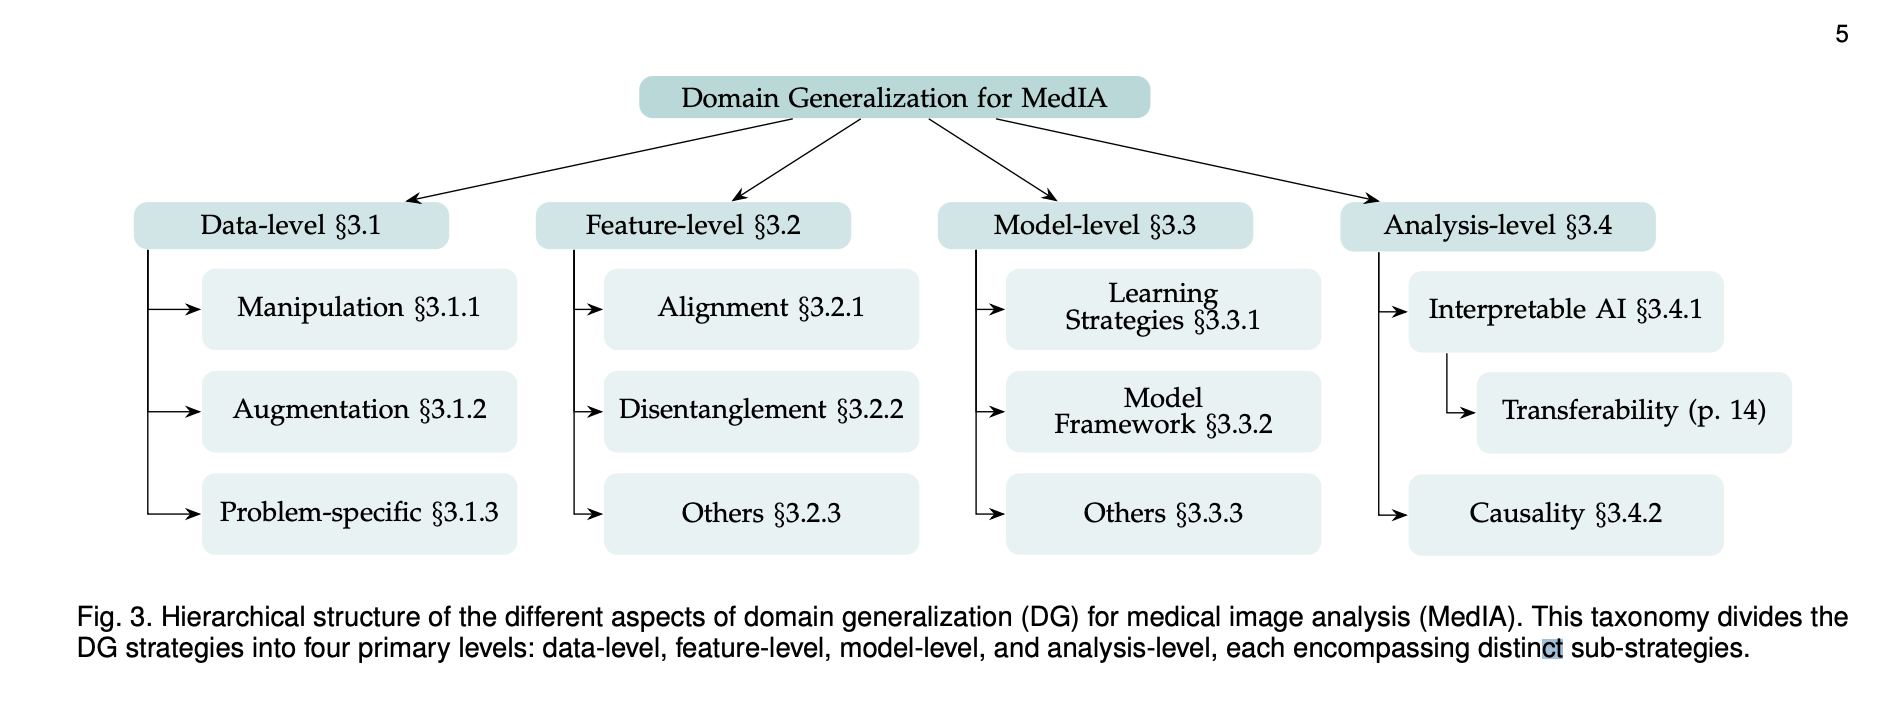 5
Domain Generalization for MedIA
Data-level §3.1
Manipulation §3.1.1
Augmentation §3.1.2
Problem-specific §3.1.3
Feature-level §3.2
Alignment §3.2.1
Disentanglement §3.2.2
Others §3.2.3
Model-level §3.3
Learning
Strategies §3.3.1
Model
Framework §3.3.2
Others §3.3.3
Analysis-level §3.4
Interpretable AI §3.4.1
Transferability (p. 14)
Causality §3.4.2
Fig. 3. Hierarchical structure of the different aspects of domain generalization (DG) for medical image analysis (MedIA). This taxonomy divides the
DG strategies into four primary levels: data-level, feature-level, model-level, and analysis-level, each encompassing distinct sub-strategies.